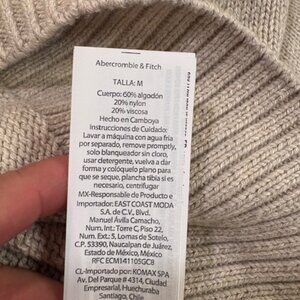 Abercrombie & Fitch
TALLA: M
Cuerpo: 60% algodón
20% nylon
20% viscosa
Hecho en Camboya
Instrucciones de Cuidado:
Lavar a máquina con agua fría
por separado, remove promptly,
solo blanqueador sin cloro,
usar detergente, vuelva a dar
forma y colóquelo plano para
que se seque, plancha tibia si es
necesario, centrifugar
MX-Responsable de Produco e
Importador: EAST COAST MODA
S.A. de C.V., Blvd.
Manuel Ávila Camacho,
Num. Int: Torre C, Piso 22,
Num. Ext.: 5, Lomas de Sotelo,
C.P. 53390, Naucalpan de Juárez,
Estado de México, México
RFC ECM141105GC8
CL-Importado por: KOMAX SPA
Av. Del Parque # 4314, Ciudad
Empresarial, Huechuraba
Santiago, Chile